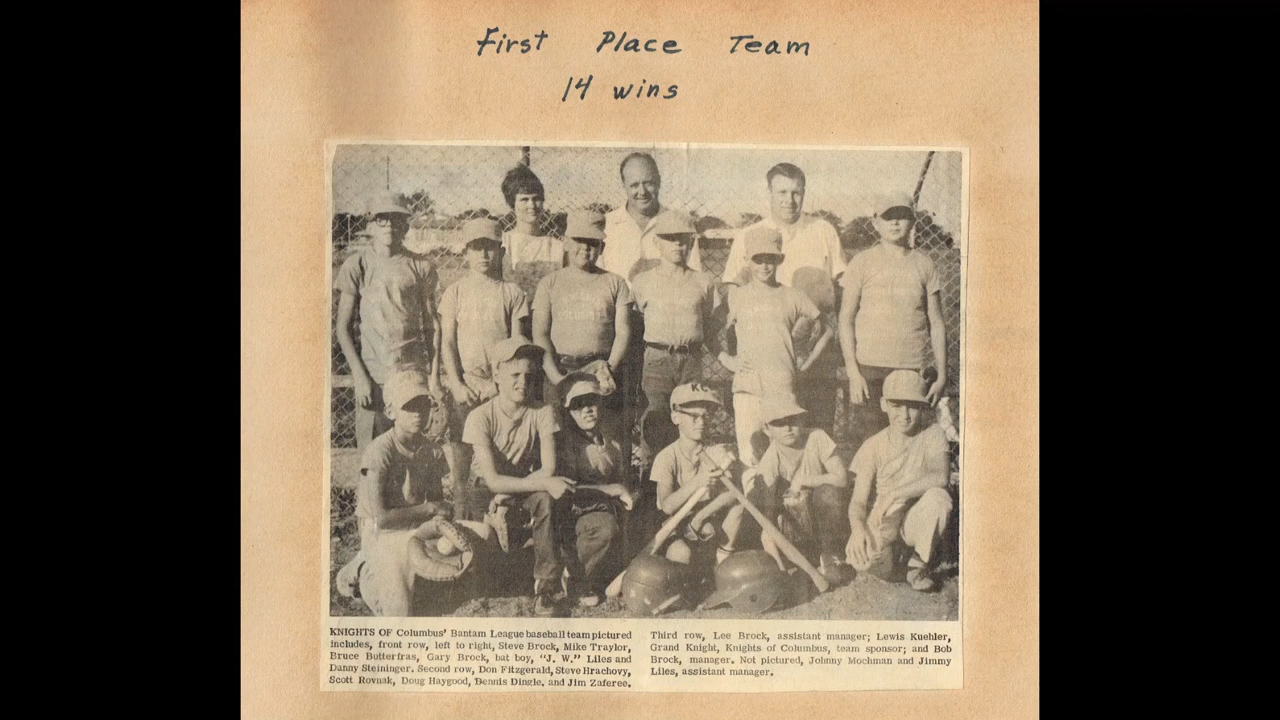 First Place Team
14 wins
KC
KNIGHTS OF Columbus' Bantam League baseball team pictured
includes, front row, left to right, Steve Brock, Mike Traylor,
Bruce Butterfras, Gary Brock, bat boy, "J. W." Liles and
Danny Steininger. Second row, Don Fitzgerald, Steve Hrachovy,
Scott Rovnak, Doug Haygood, Dennis Dingle, and Jim Zaferee.
Third row, Lee Brock, assistant manager; Lewis Kuehler,
Grand Knight, Knights of Columbus, team sponsor; and Bob
Brock, manager. Not pictured, Johnny Mochman and Jimmy
Liles, assistant manager.